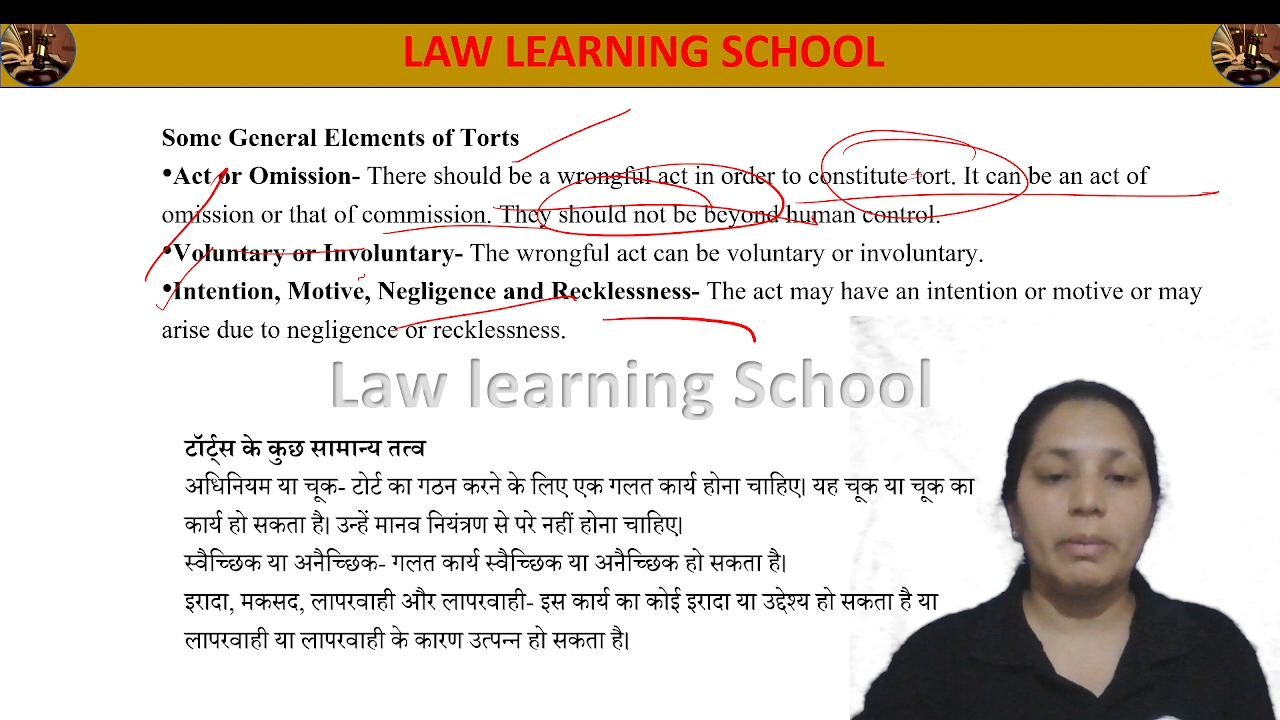 LAW LEARNING SCHOOL
Some General Elements of Torts
•Act or Omission- There should be a wrongful act in order to constitute tort. It can be an act of
omission or that of commission. They should not be beyond human control.
•Voluntary or Involuntary- The wrongful act can be voluntary or involuntary.
•Intention, Motive, Negligence and Recklessness- The act may have an intention or motive or may
arise due to negligence or recklessness.
Law learning School
टॉर्ट्स के कुछ सामान्य तत्व
अधिनियम या चूक- टोर्ट का गठन करने के लिए एक गलत कार्य होना चाहिए। यह चूक या चूक का
कार्य हो सकता है। उन्हें मानव नियंत्रण से परे नहीं होना चाहिए।
स्वैच्छिक या अनैच्छिक- गलत कार्य स्वैच्छिक या अनैच्छिक हो सकता है।
इरादा, मकसद, लापरवाही और लापरवाही- इस कार्य का कोई इरादा या उद्देश्य हो सकता है या
लापरवाही या लापरवाही के कारण उत्पन्न हो सकता है।